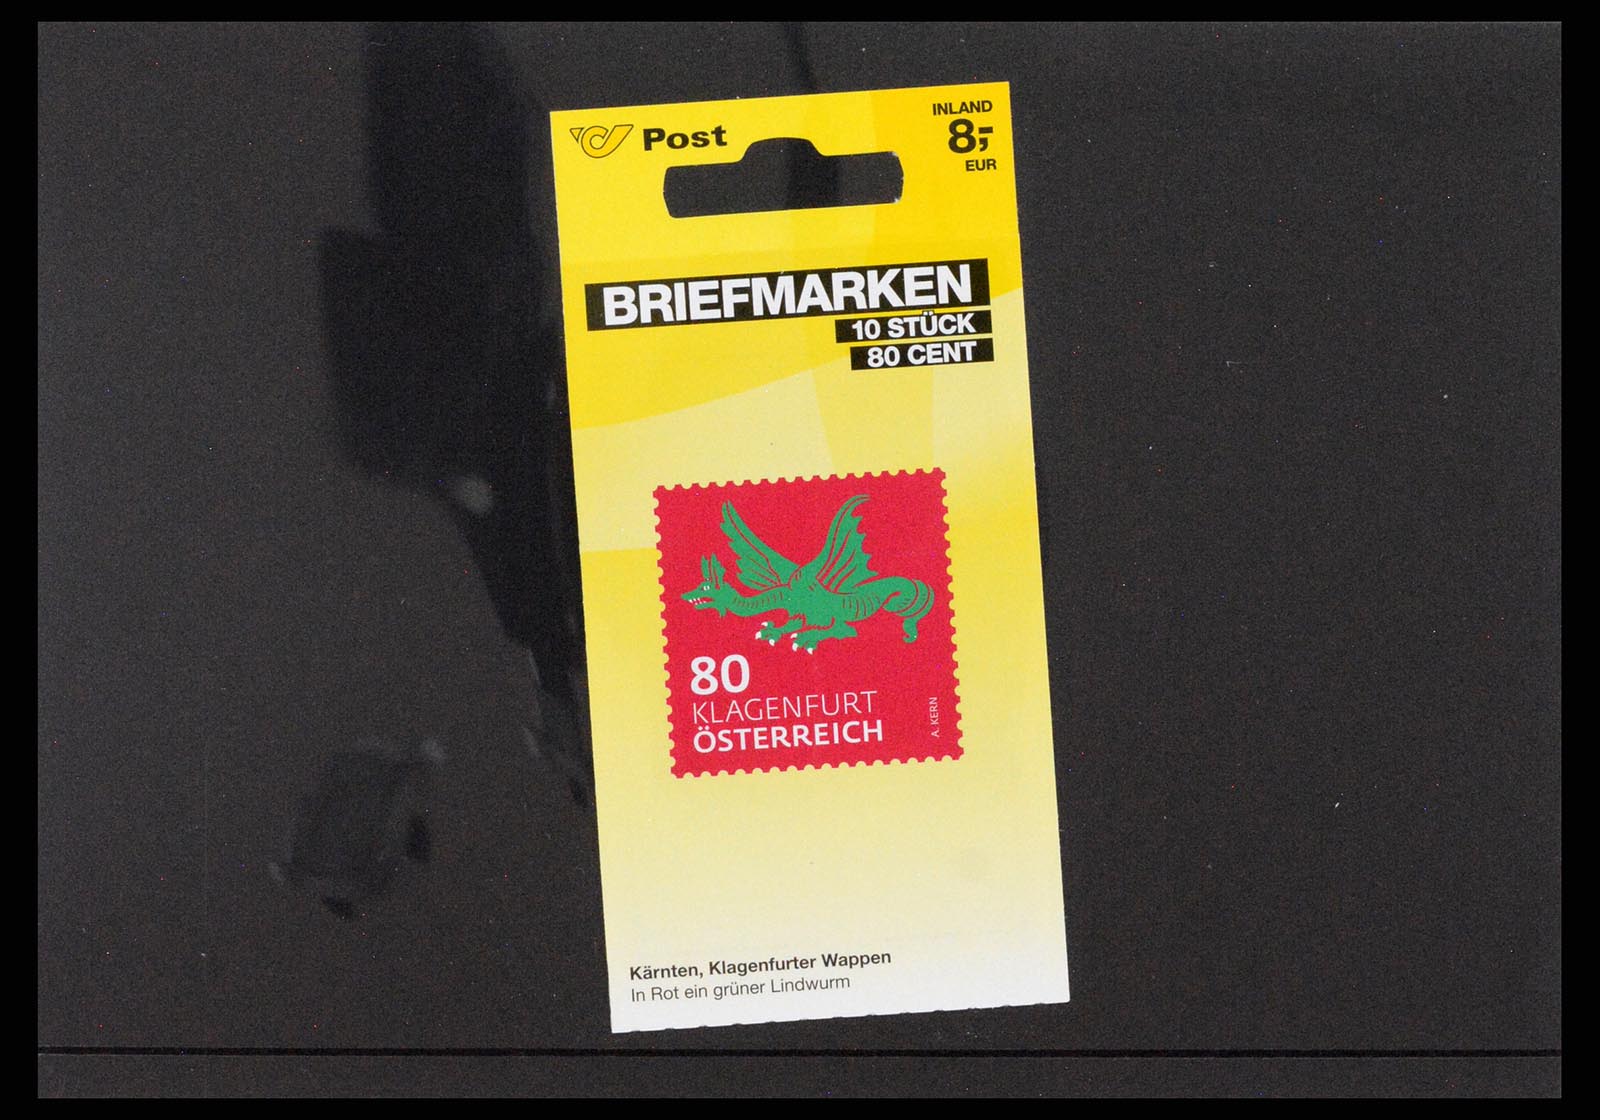 Post
INLAND
8,-
EUR
BRIEFMARKEN
10 STÜCK
80 CENT
80
KLAGENFURT
ÖSTERREICH
A. KERN
Kärnten, Klagenfurter Wappen
In Rot ein grüner Lindwurm